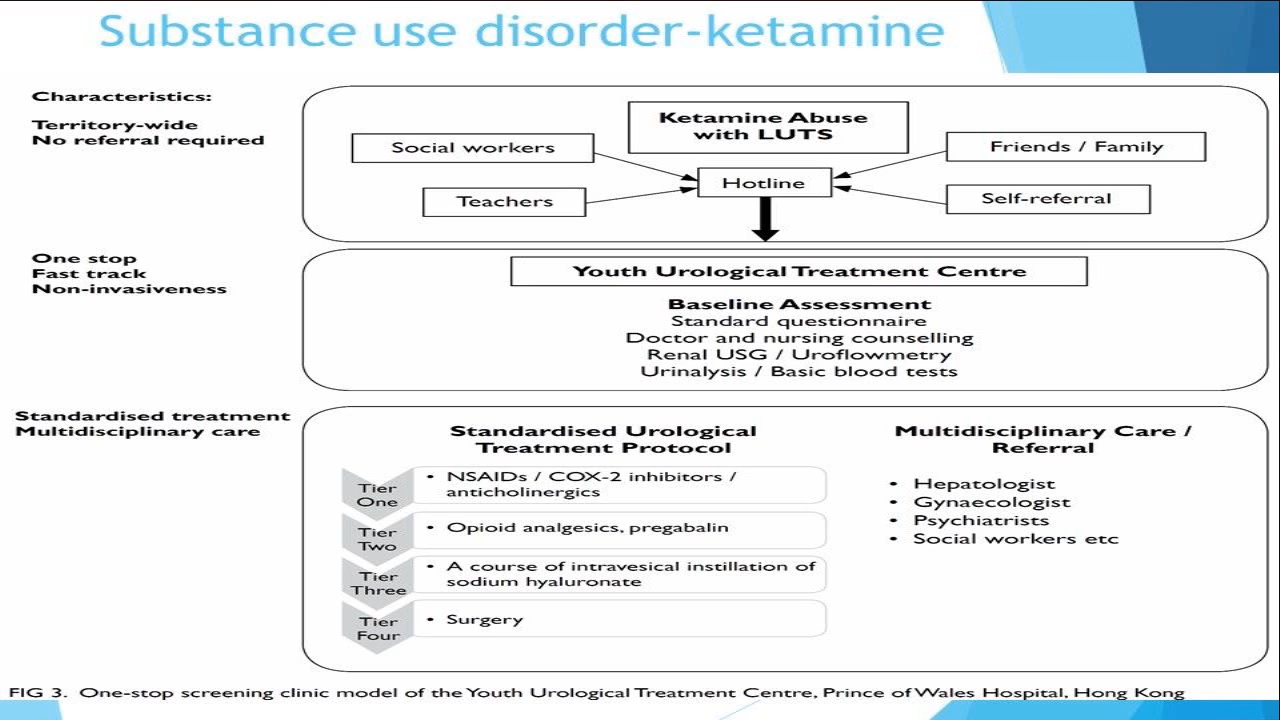 Substance use disorder-ketamine
Characteristics:
Territory-wide
No referral required
Ketamine Abuse
with LUTS
Social workers
Friends / Family
Hotline
Teachers
Self-referral
One stop
Fast track
Non-invasiveness
Youth Urological Treatment Centre
Baseline Assessment
Standard questionnaire
Doctor and nursing counselling
Renal USG / Uroflowmetry
Urinalysis / Basic blood tests
Standardised treatment
Multidisciplinary care
Standardised Urological
Treatment Protocol
Tier
One
• NSAIDs / COX-2 inhibitors /
anticholinergics
Tier
Two
• Opioid analgesics, pregabalin
Tier
Three
• A course of intravesical instillation of
sodium hyaluronate
Tier
Four
• Surgery
Multidisciplinary Care /
Referral
• Hepatologist
• Gynaecologist
• Psychiatrists
• Social workers etc
FIG 3. One-stop screening clinic model of the Youth Urological Treatment Centre, Prince of Wales Hospital, Hong Kong